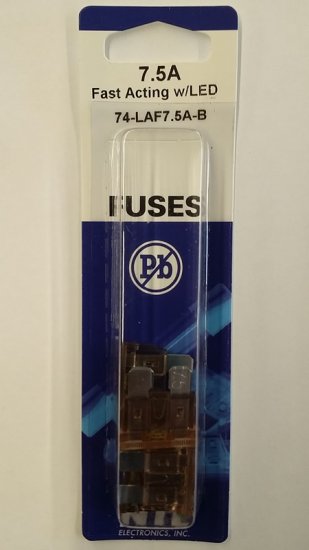 7.5A
Fast Acting w/LED
74-LAF7.5A-B
FUSES
Pb
ELECTRONICS, INC.